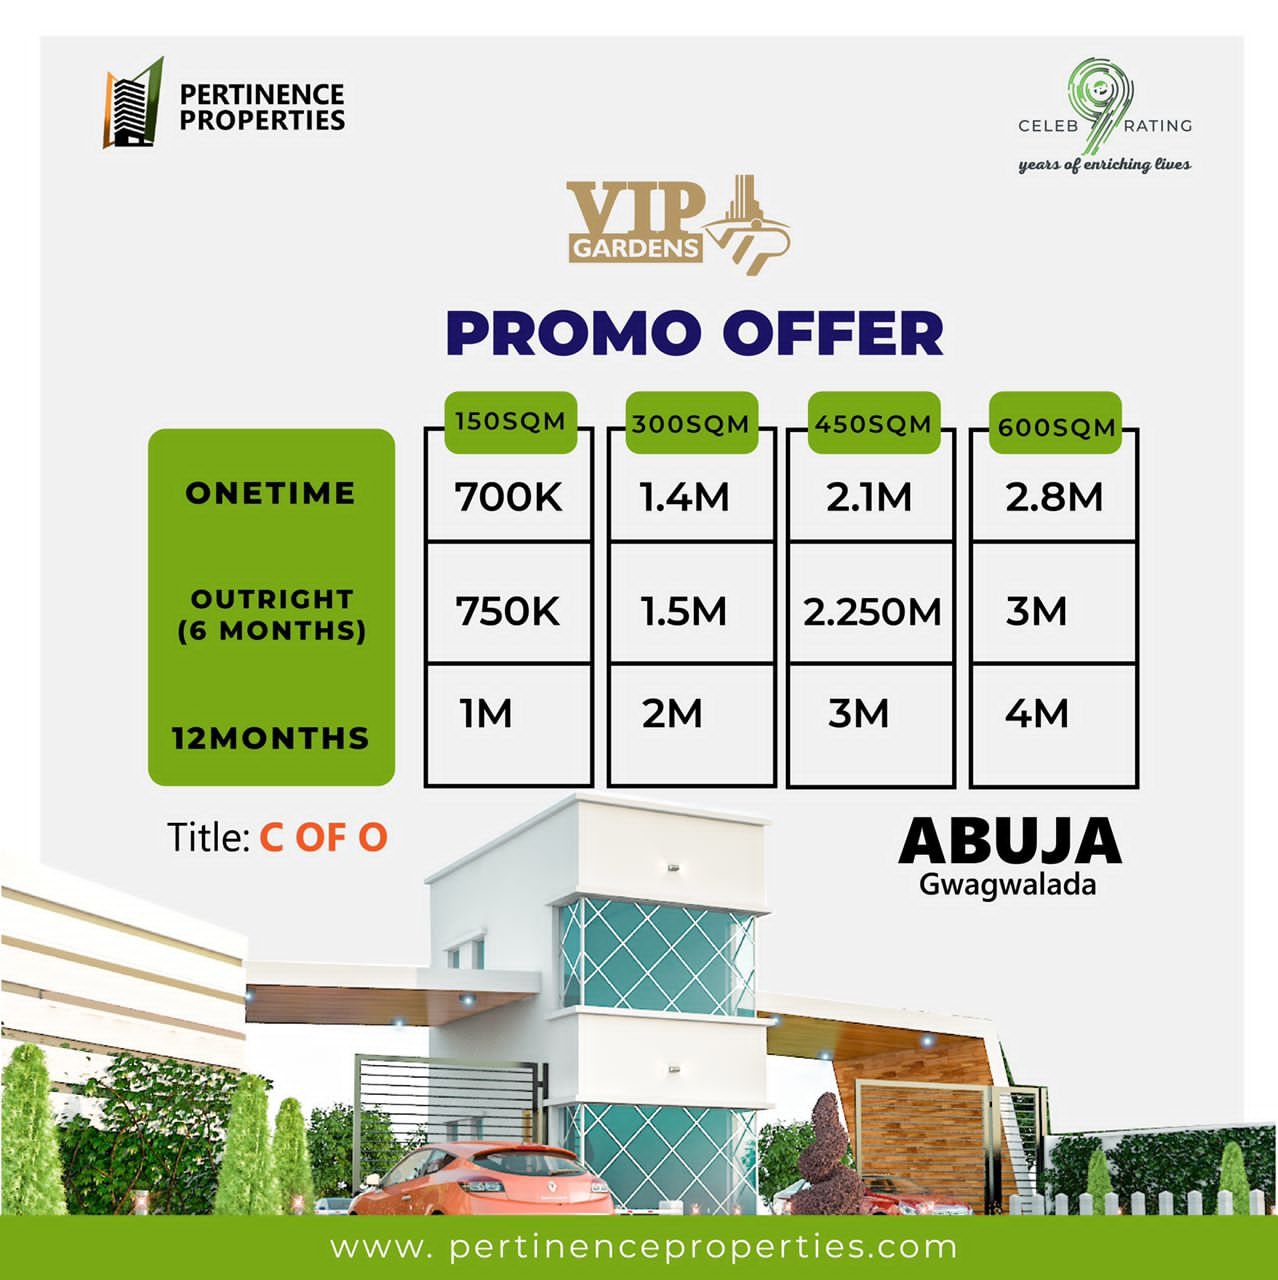 PERTINENCE
PROPERTIES
CELEB9RATING
years of enriching lives
VIP
GARDENS
PROMO OFFER
150SQM 300SQM 450SQM 600SQM
ONETIME 700K 1.4M 2.1M 2.8M
OUTRIGHT
(6 MONTHS) 750K 1.5M 2.250M 3M
12MONTHS 1M 2M 3M 4M
Title: C OF O
ABUJA
Gwagwalada
www. pertinenceproperties.com